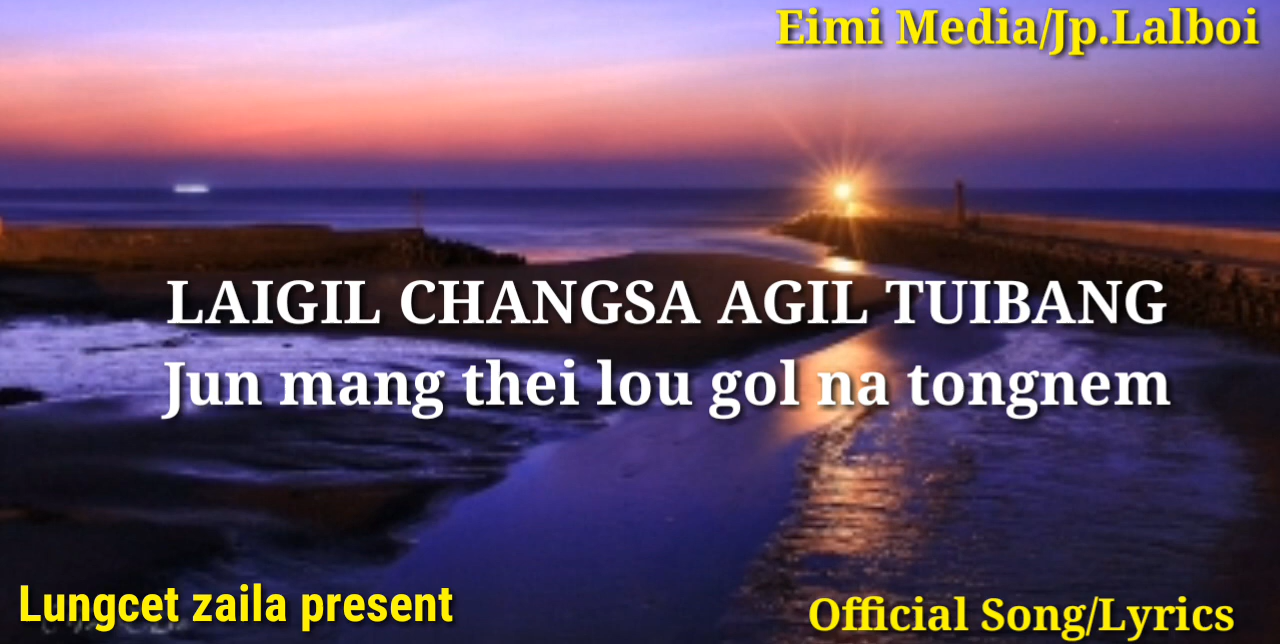 Eimi Media/Jp.Lalboi
LAIGIL CHANGSA AGIL TUIBANG
Jun mang thei lou gol na tongnem
Lungcet zaila present
Official Song/Lyrics